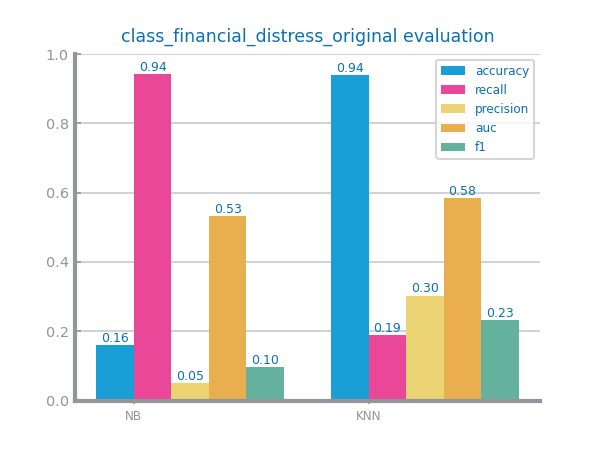 class_financial_distress_original evaluation
1.0
0.8
0.6
0.4
0.2
0.0
0.16
0.94
0.05
0.53
0.10
0.94
0.19
0.30
0.58
0.23
accuracy
recall
precision
auc
f1
NB
KNN